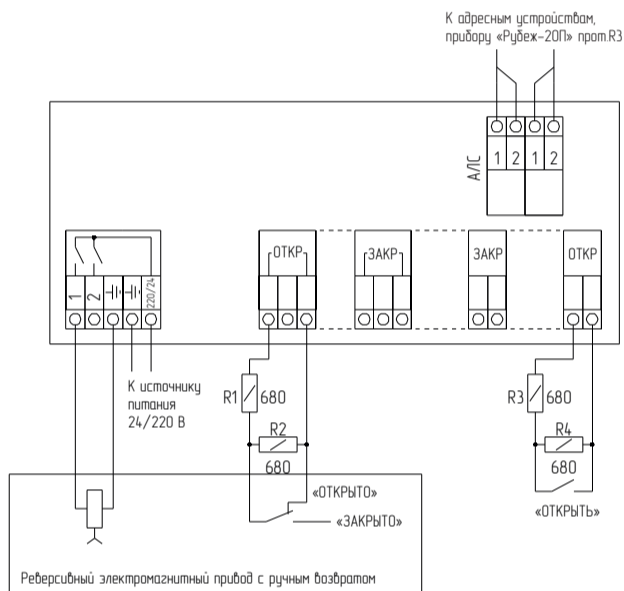 К адресным устройствам,
прибору «Рубеж-20П» прот.R3
АЛС
1 2 1 2
ОТКР ЗАКР ЗАКР ОТКР
1 2 220/24
К источнику
питания
24/220 В
R1 680
R2
680
R3 680
R4
680
«ОТКРЫТО»
«ЗАКРЫТО»
«ОТКРЫТЬ»
Реверсивный электромагнитный привод с ручным возвратом